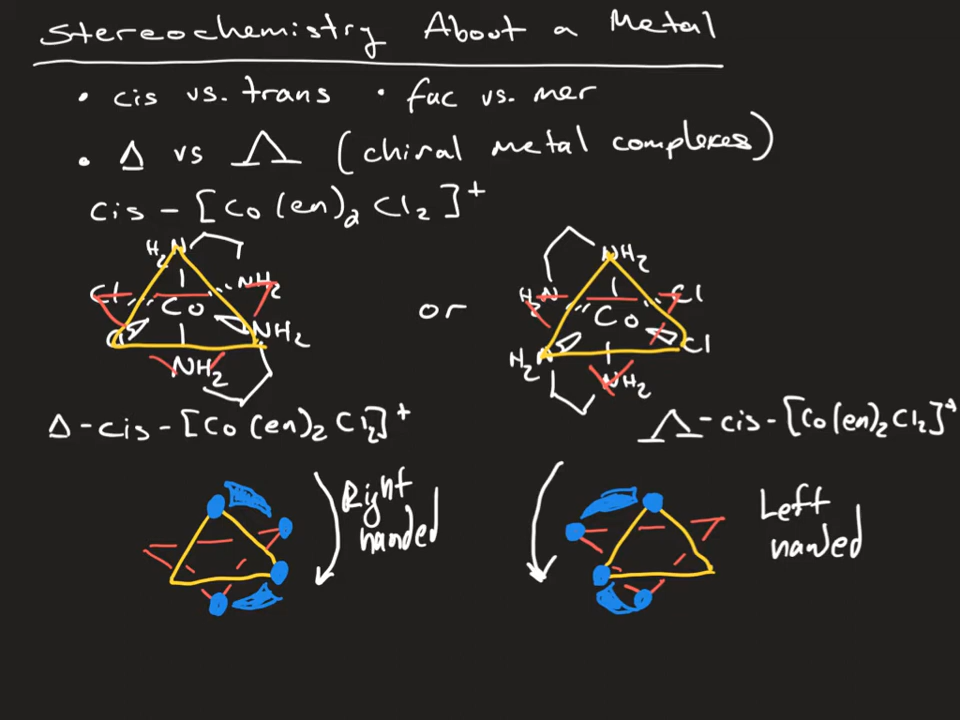 Stereochemistry About a Metal
• cis vs. trans • fac vs. mer
• Δ vs Λ (chiral metal complexes)
cis - [Co(en)₂Cl₂]⁺
H₂N
Cl NH₂
Co
Cl NH₂
NH₂
or
NH₂
H₂N Cl
Co
H₂N Cl
NH₂
Δ-cis-[Co(en)₂Cl₂]⁺
Λ-cis-[Co(en)₂Cl₂]⁺
Right
handed
Left
handed